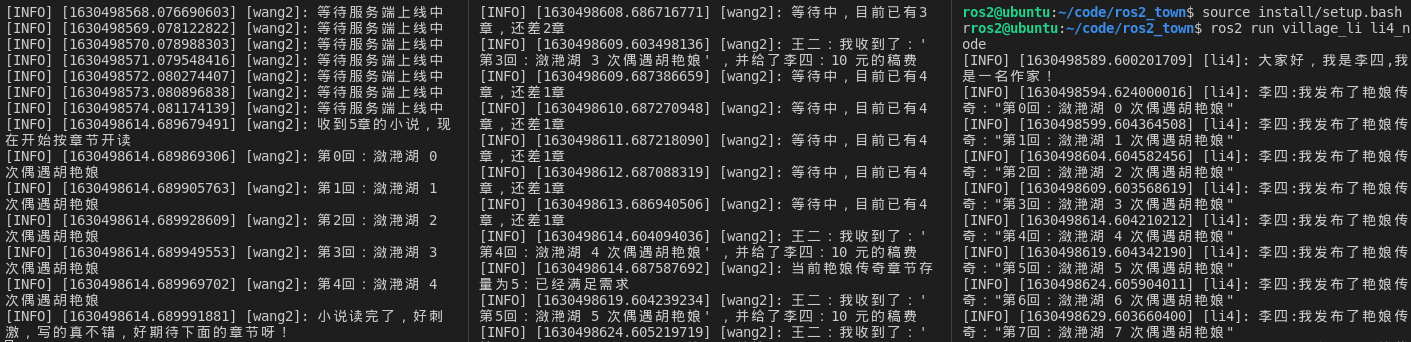 [INFO] [1630498568.076690603] [wang2]: 等待服务端上线中
[INFO] [1630498569.078122822] [wang2]: 等待服务端上线中
[INFO] [1630498570.078988303] [wang2]: 等待服务端上线中
[INFO] [1630498571.079548416] [wang2]: 等待服务端上线中
[INFO] [1630498572.080274407] [wang2]: 等待服务端上线中
[INFO] [1630498573.080896838] [wang2]: 等待服务端上线中
[INFO] [1630498574.081174139] [wang2]: 等待服务端上线中
[INFO] [1630498614.689679491] [wang2]: 收到5章的小说，现
在开始按章节开读
[INFO] [1630498614.689869306] [wang2]: 第0回：潋滟湖 0
次偶遇胡艳娘
[INFO] [1630498614.689905763] [wang2]: 第1回：潋滟湖 1
次偶遇胡艳娘
[INFO] [1630498614.689928609] [wang2]: 第2回：潋滟湖 2
次偶遇胡艳娘
[INFO] [1630498614.689949553] [wang2]: 第3回：潋滟湖 3
次偶遇胡艳娘
[INFO] [1630498614.689969702] [wang2]: 第4回：潋滟湖 4
次偶遇胡艳娘
[INFO] [1630498614.689991881] [wang2]: 小说读完了，好刺
激，写的真不错，好期待下面的章节呀！
[INFO] [1630498608.686716771] [wang2]: 等待中，目前已有3
章，还差2章
[INFO] [1630498609.603498136] [wang2]: 王二：我收到了：'
第3回：潋滟湖 3 次偶遇胡艳娘'，并给了李四：10 元的稿费
[INFO] [1630498609.687386659] [wang2]: 等待中，目前已有4
章，还差1章
[INFO] [1630498610.687270948] [wang2]: 等待中，目前已有4
章，还差1章
[INFO] [1630498611.687218090] [wang2]: 等待中，目前已有4
章，还差1章
[INFO] [1630498612.687088319] [wang2]: 等待中，目前已有4
章，还差1章
[INFO] [1630498613.686940506] [wang2]: 等待中，目前已有4
章，还差1章
[INFO] [1630498614.604094036] [wang2]: 王二：我收到了：'
第4回：潋滟湖 4 次偶遇胡艳娘'，并给了李四：10 元的稿费
[INFO] [1630498614.687587692] [wang2]: 当前艳娘传奇章节存
量为5：已经满足需求
[INFO] [1630498619.604239234] [wang2]: 王二：我收到了：'
第5回：潋滟湖 5 次偶遇胡艳娘'，并给了李四：10 元的稿费
[INFO] [1630498624.605219719] [wang2]: 王二：我收到了：'
ros2@ubuntu:~/code/ros2_town$ source install/setup.bash
rros2@ubuntu:~/code/ros2_town$ ros2 run village_li li4_n
ode
[INFO] [1630498589.600201709] [li4]: 大家好，我是李四,我
是一名作家！
[INFO] [1630498594.624000016] [li4]: 李四:我发布了艳娘传
奇："第0回：潋滟湖 0 次偶遇胡艳娘"
[INFO] [1630498599.604364508] [li4]: 李四:我发布了艳娘传
奇："第1回：潋滟湖 1 次偶遇胡艳娘"
[INFO] [1630498604.604582456] [li4]: 李四:我发布了艳娘传
奇："第2回：潋滟湖 2 次偶遇胡艳娘"
[INFO] [1630498609.603568619] [li4]: 李四:我发布了艳娘传
奇："第3回：潋滟湖 3 次偶遇胡艳娘"
[INFO] [1630498614.604210212] [li4]: 李四:我发布了艳娘传
奇："第4回：潋滟湖 4 次偶遇胡艳娘"
[INFO] [1630498619.604342190] [li4]: 李四:我发布了艳娘传
奇："第5回：潋滟湖 5 次偶遇胡艳娘"
[INFO] [1630498624.605904011] [li4]: 李四:我发布了艳娘传
奇："第6回：潋滟湖 6 次偶遇胡艳娘"
[INFO] [1630498629.603660400] [li4]: 李四:我发布了艳娘传
奇："第7回：潋滟湖 7 次偶遇胡艳娘"